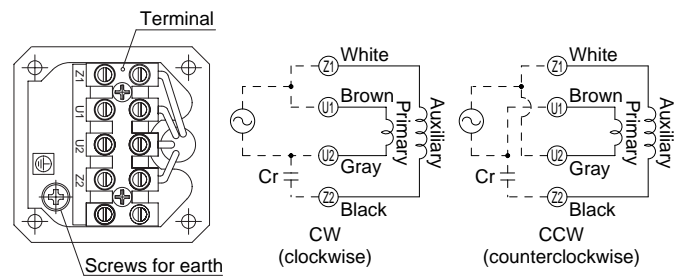 Terminal
Z1
U1
U2
Z2
Screws for earth
Z1 White
U1 Brown
Primary
Auxiliary
U2 Gray
Cr
Z2 Black
CW
(clockwise)
Z1 White
U1 Brown
Primary
Auxiliary
U2 Gray
Cr
Z2 Black
CCW
(counterclockwise)